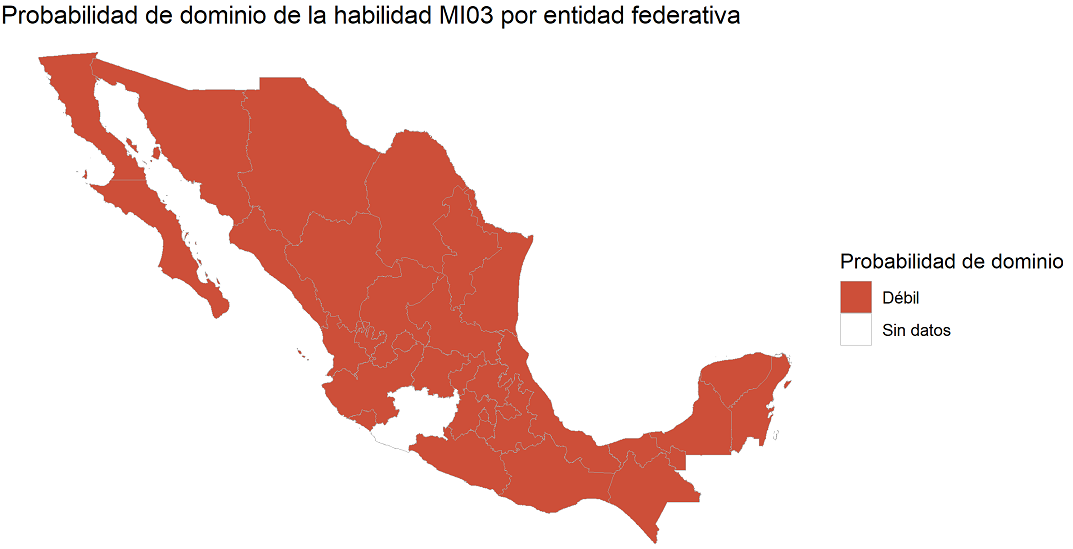 Probabilidad de dominio de la habilidad MI03 por entidad federativa
Probabilidad de dominio
Débil
Sin datos